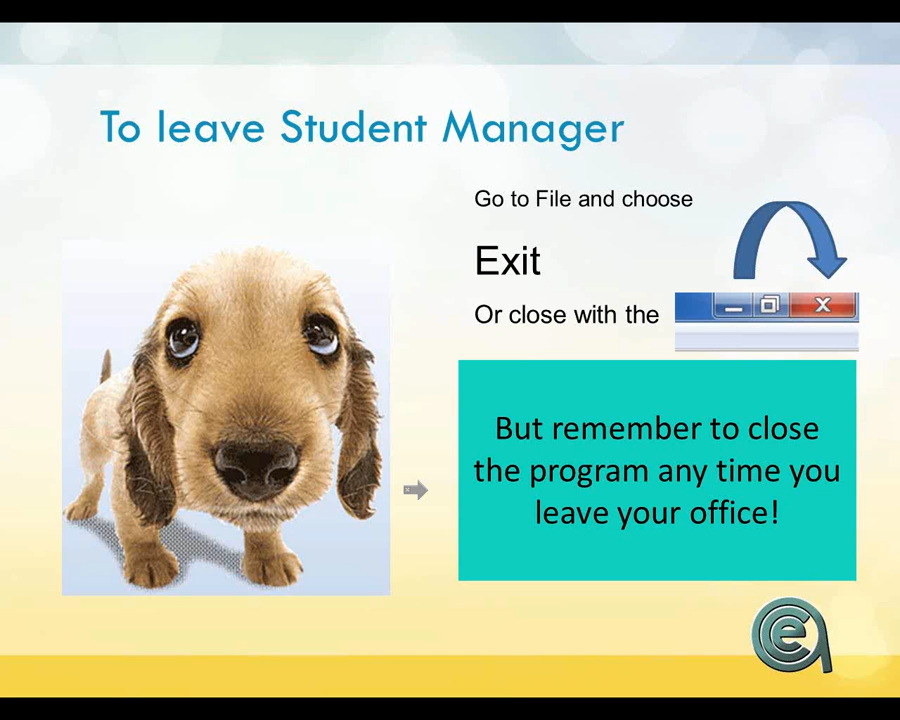 To leave Student Manager
Go to File and choose
Exit
Or close with the
But remember to close
the program any time you
leave your office!